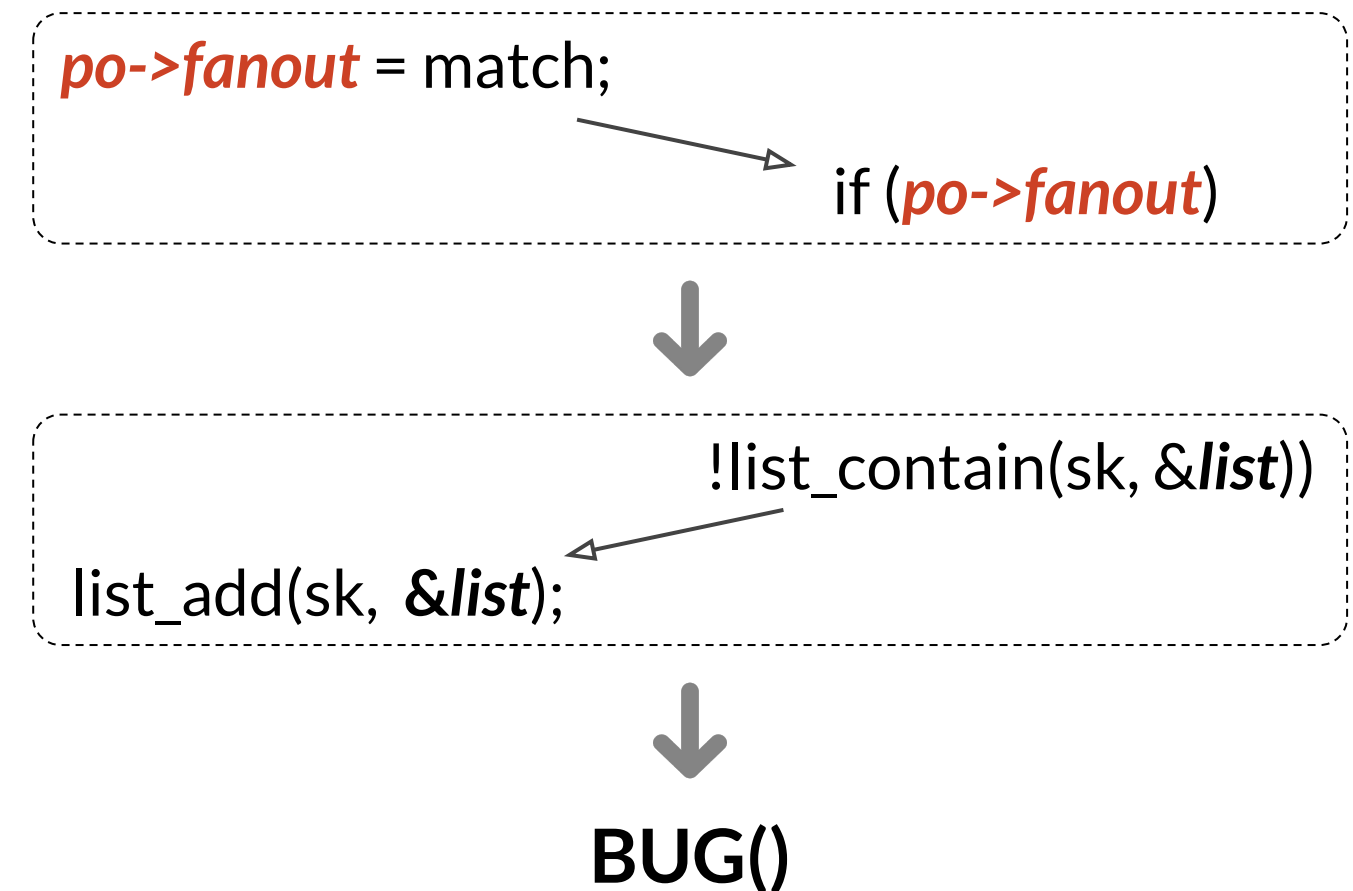 po->fanout = match;
if (po->fanout)
!list_contain(sk, &list))
list_add(sk, &list);
BUG()